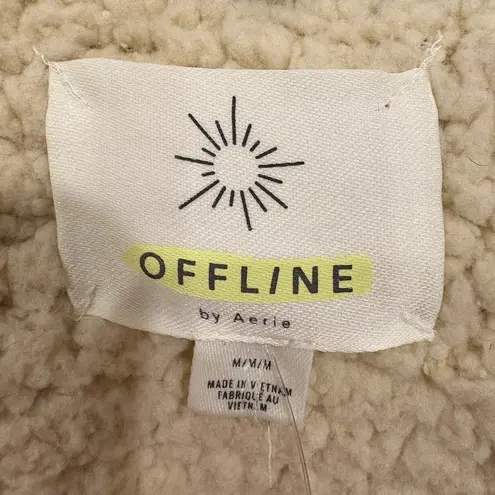 OFFLINE
by Aerie
M/M/M
MADE IN VIETNAM
FABRIQUÉ AU
VIETNAM